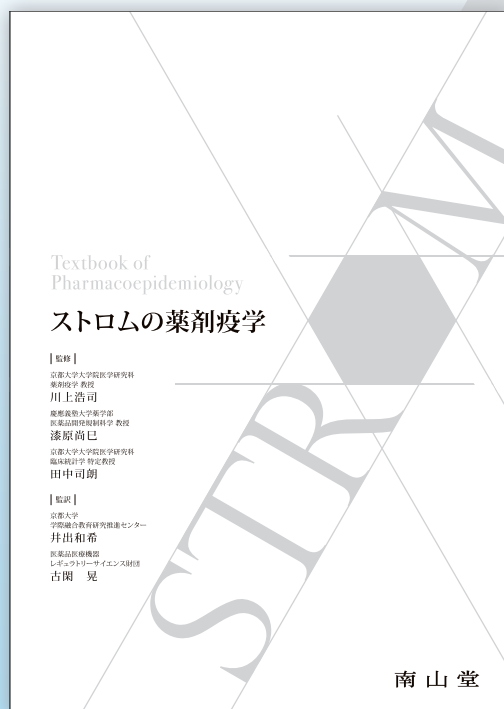 Textbook of
Pharmacoepidemiology
ストロムの薬剤疫学
監修
京都大学大学院医学研究科
薬剤疫学 教授
川上浩司
慶應義塾大学薬学部
医薬品開発規制科学 教授
漆原尚巳
京都大学大学院医学研究科
臨床統計学 特定教授
田中司朗
監訳
京都大学
学際融合教育研究推進センター
井出和希
医薬品医療機器
レギュラトリーサイエンス財団
古閑 晃
STROM
南山堂